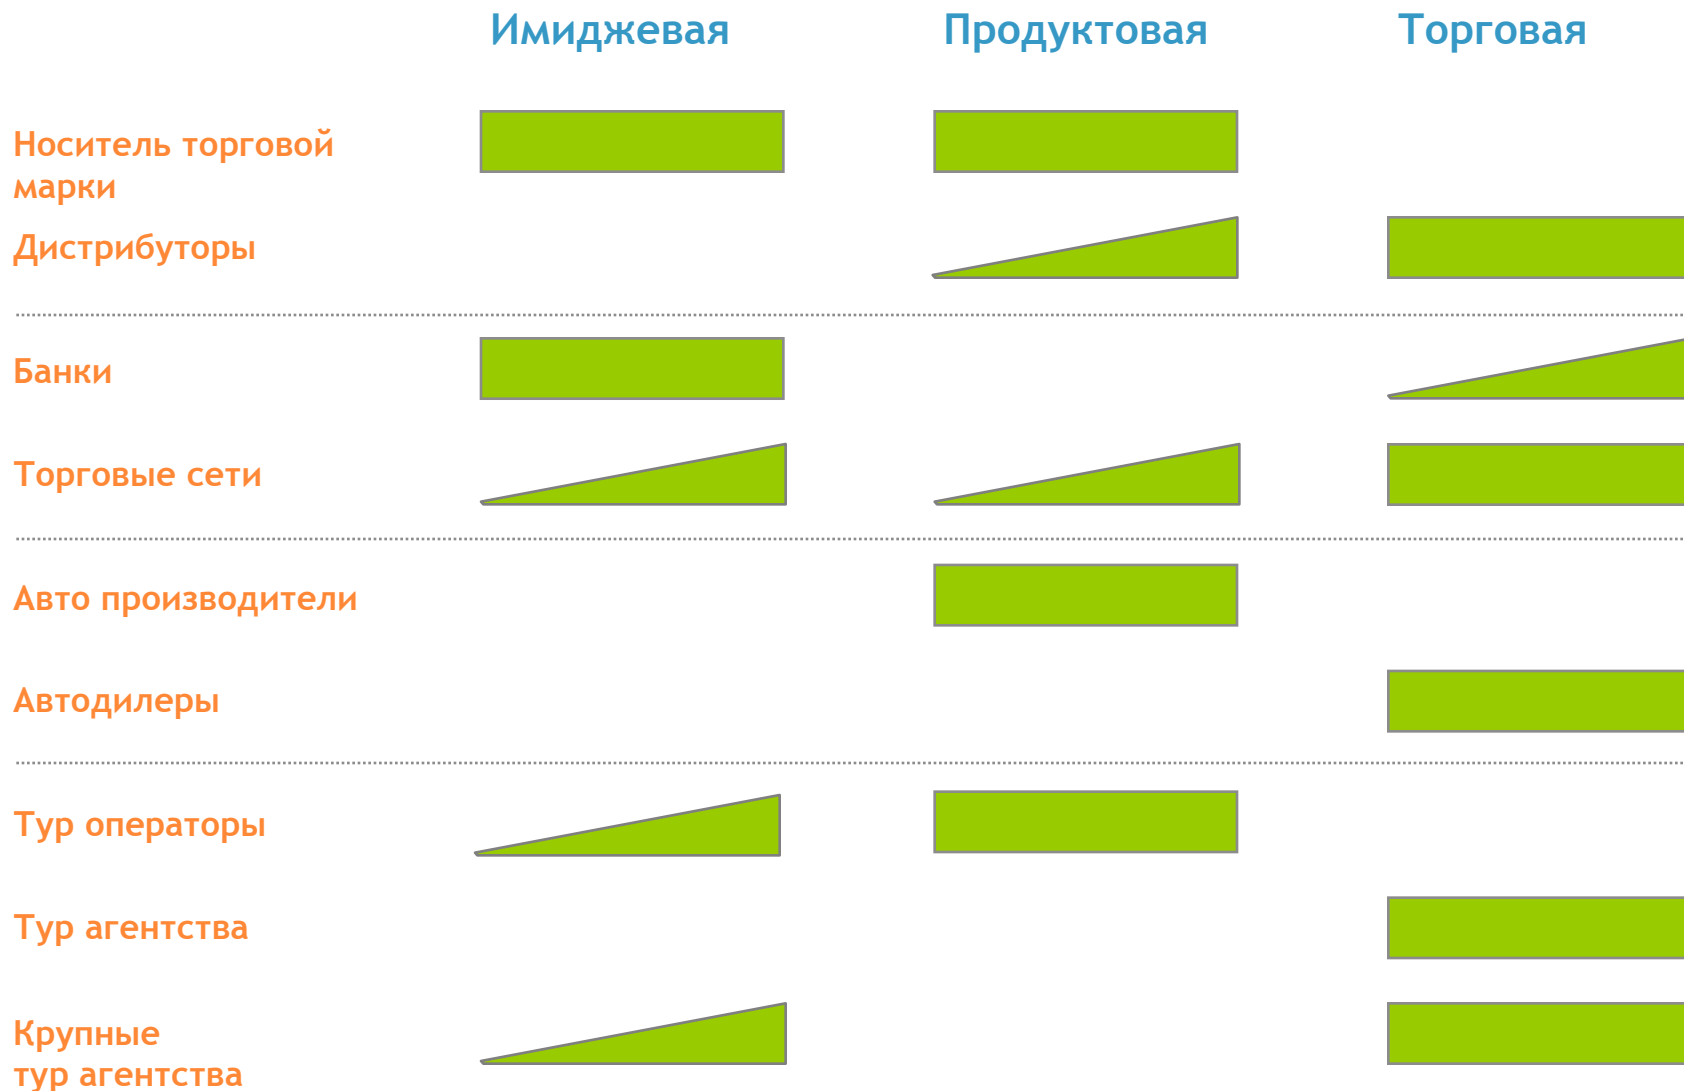 Имиджевая Продуктовая Торговая
Носитель торговой
марки
Дистрибуторы
Банки
Торговые сети
Авто производители
Автодилеры
Тур операторы
Тур агентства
Крупные
тур агентства